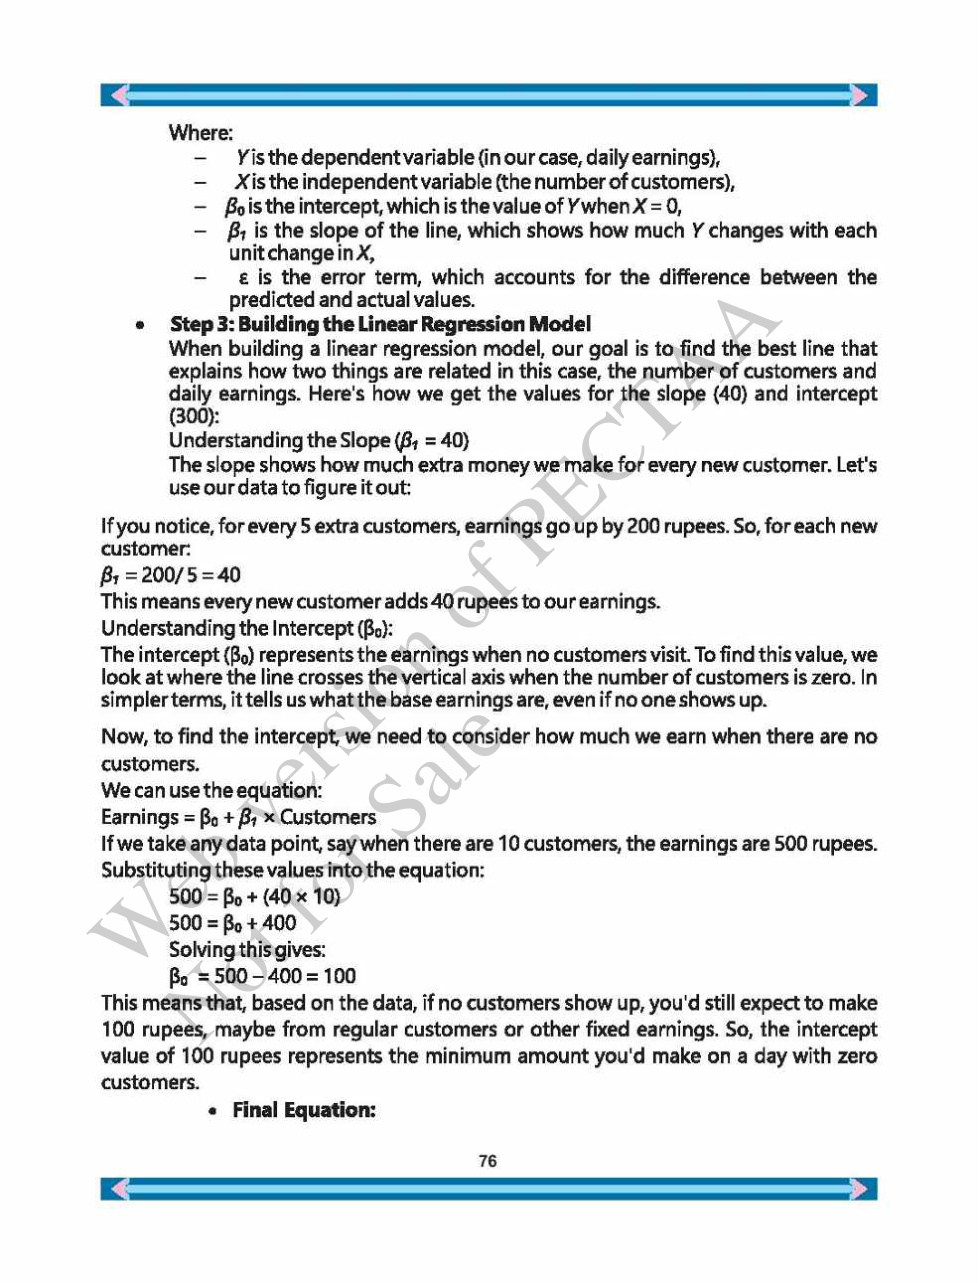 Where:
– Y is the dependent variable (in our case, daily earnings),
– X is the independent variable (the number of customers),
– β₀ is the intercept, which is the value of Y when X = 0,
– β₁ is the slope of the line, which shows how much Y changes with each
unit change in X,
– ε is the error term, which accounts for the difference between the
predicted and actual values.
• Step 3: Building the Linear Regression Model
When building a linear regression model, our goal is to find the best line that
explains how two things are related in this case, the number of customers and
daily earnings. Here's how we get the values for the slope (40) and intercept
(300):
Understanding the Slope (β₁ = 40)
The slope shows how much extra money we make for every new customer. Let's
use our data to figure it out:
If you notice, for every 5 extra customers, earnings go up by 200 rupees. So, for each new
customer:
β₁ = 200/ 5 = 40
This means every new customer adds 40 rupees to our earnings.
Understanding the Intercept (β₀):
The intercept (β₀) represents the earnings when no customers visit. To find this value, we
look at where the line crosses the vertical axis when the number of customers is zero. In
simpler terms, it tells us what the base earnings are, even if no one shows up.
Now, to find the intercept, we need to consider how much we earn when there are no
customers.
We can use the equation:
Earnings = β₀ + β₁ × Customers
If we take any data point, say when there are 10 customers, the earnings are 500 rupees.
Substituting these values into the equation:
500 = β₀ + (40 × 10)
500 = β₀ + 400
Solving this gives:
β₀ = 500 – 400 = 100
This means that, based on the data, if no customers show up, you'd still expect to make
100 rupees, maybe from regular customers or other fixed earnings. So, the intercept
value of 100 rupees represents the minimum amount you'd make on a day with zero
customers.
• Final Equation:
76
Web version of PECTAA
Not for Sale